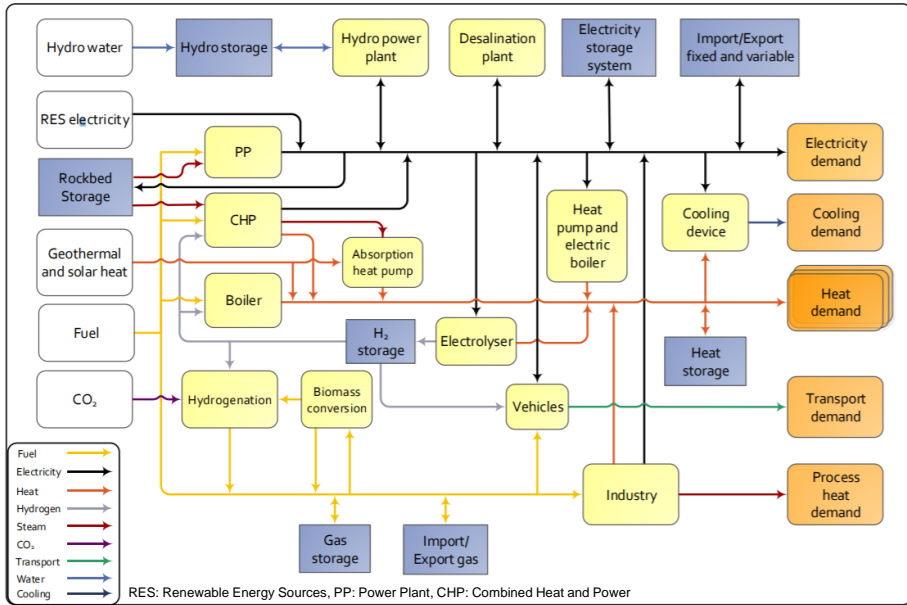 Hydro water
Hydro storage
Hydro power
plant
Desalination
plant
Electricity
storage
system
Import/Export
fixed and variable
RES electricity
PP
Electricity
demand
Rockbed
Storage
CHP
Heat
pump and
electric
boiler
Cooling
device
Cooling
demand
Geothermal
and solar heat
Absorption
heat pump
Boiler
Heat
demand
Fuel
H₂
storage
Electrolyser
Heat
storage
CO₂
Hydrogenation
Biomass
conversion
Vehicles
Transport
demand
Fuel
Electricity
Heat
Hydrogen
Steam
CO₂
Transport
Water
Cooling
Industry
Process
heat
demand
Gas
storage
Import/
Export gas
RES: Renewable Energy Sources, PP: Power Plant, CHP: Combined Heat and Power